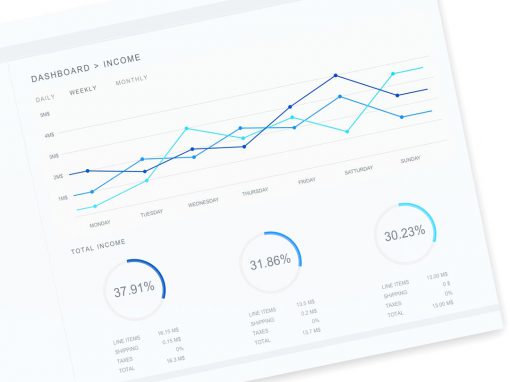 DASHBOARD > INCOME
DAILY WEEKLY MONTHLY
5M$
4M$
3M$
2M$
1M$
MONDAY TUESDAY WEDNESDAY THURSDAY FRIDAY SATTURDAY SUNDAY
TOTAL INCOME
37.91% 31.86% 30.23%
LINE ITEMS 16.15 M$
SHIPPING 0.15 M$
TAXES 0%
TOTAL 16.3 M$
LINE ITEMS 13.5 M$
SHIPPING 0.2 M$
TAXES 0%
TOTAL 13.7 M$
LINE ITEMS 13.00 M$
SHIPPING 0 $
TAXES 0%
TOTAL 13.00 M$